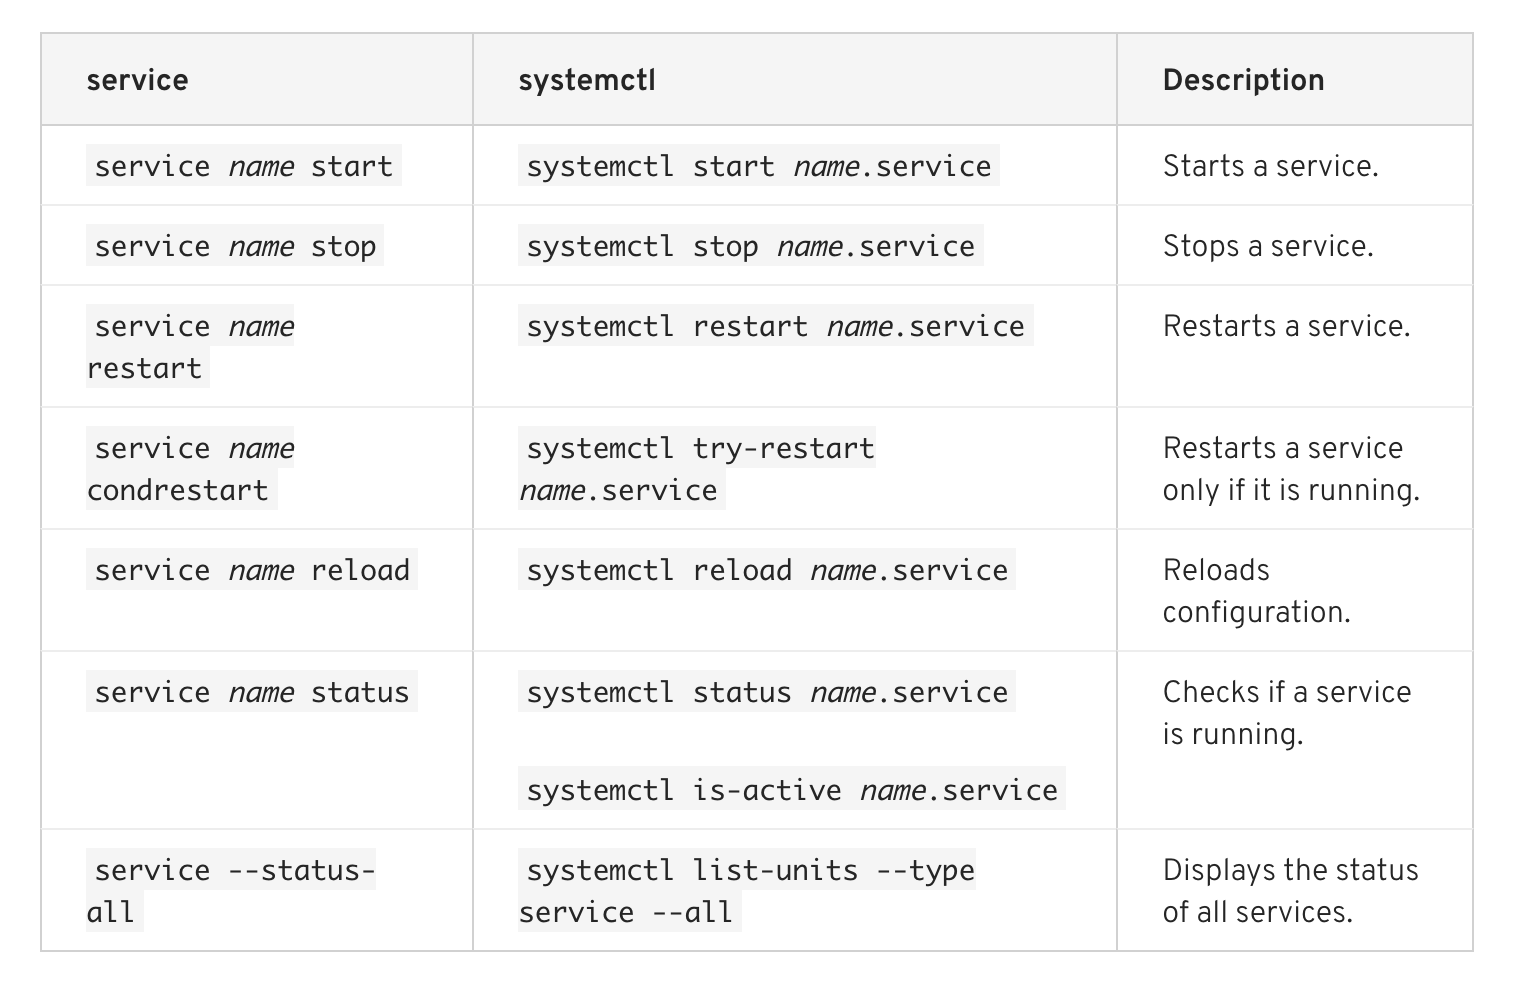 service systemctl Description
service name start systemctl start name.service Starts a service.
service name stop systemctl stop name.service Stops a service.
service name systemctl restart name.service Restarts a service.
restart
service name systemctl try-restart Restarts a service
condrestart name.service only if it is running.
service name reload systemctl reload name.service Reloads
configuration.
service name status systemctl status name.service Checks if a service
is running.
systemctl is-active name.service
service --status- systemctl list-units --type Displays the status
all service --all of all services.